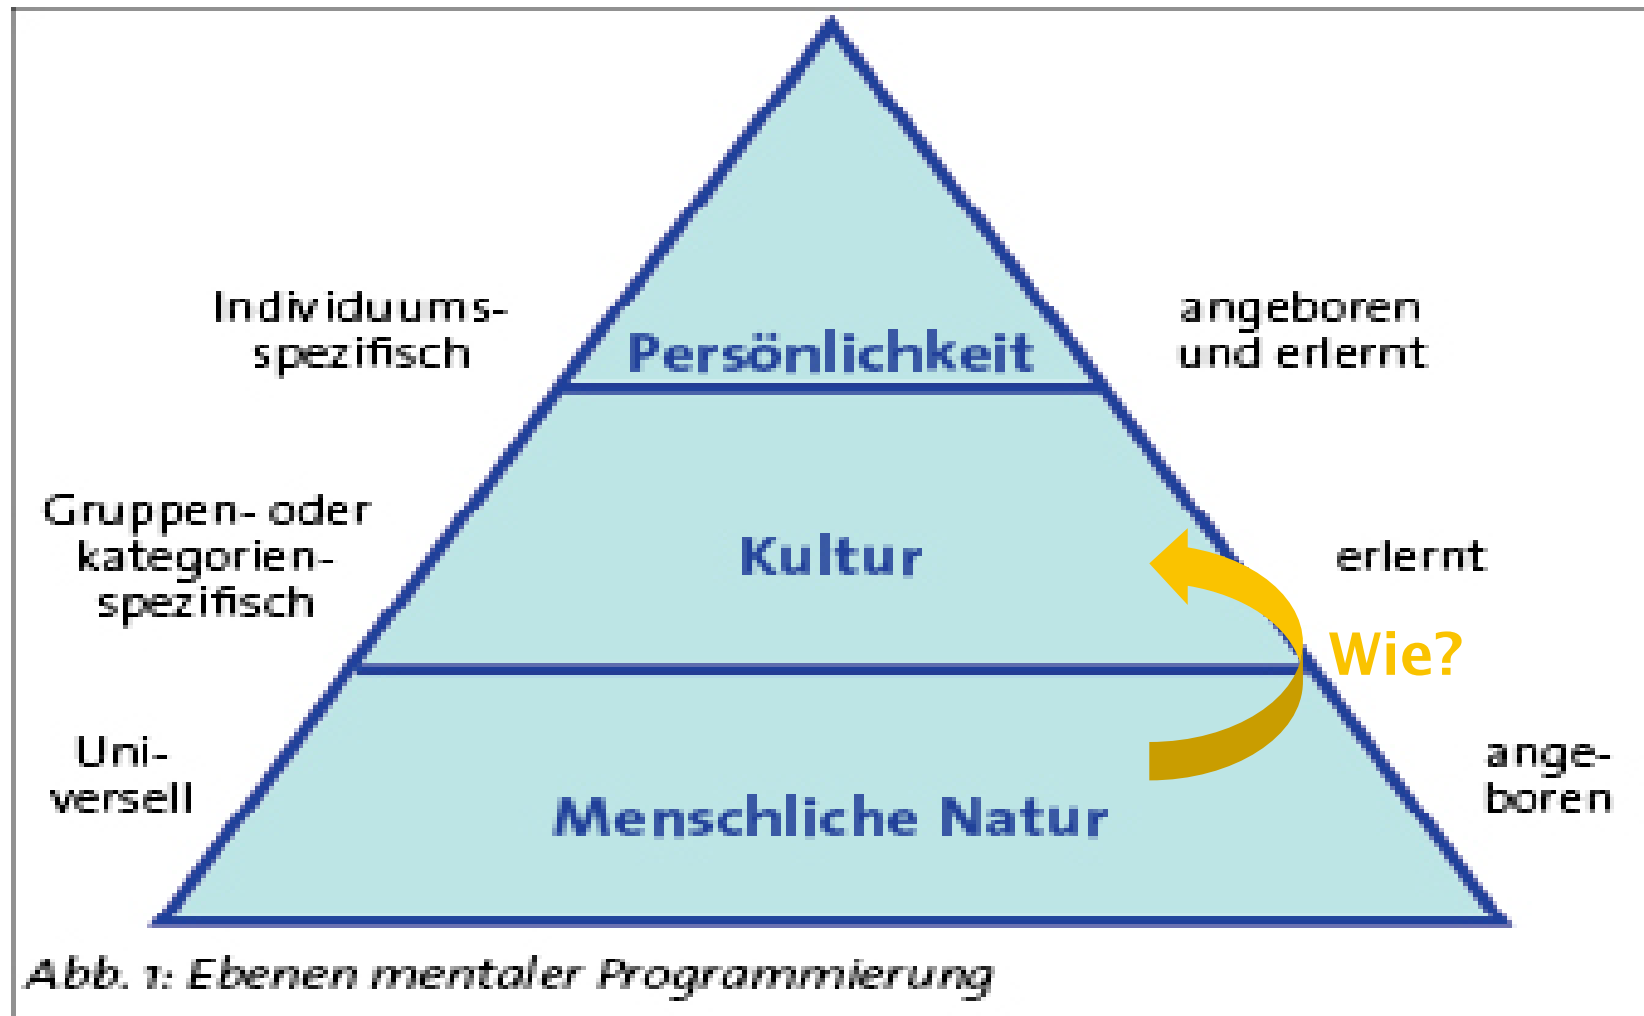 Individuums-
spezifisch
Persönlichkeit
angeboren
und erlernt
Gruppen- oder
kategorien-
spezifisch
Kultur
erlernt
Wie?
Uni-
versell
Menschliche Natur
ange-
boren
Abb. 1: Ebenen mentaler Programmierung